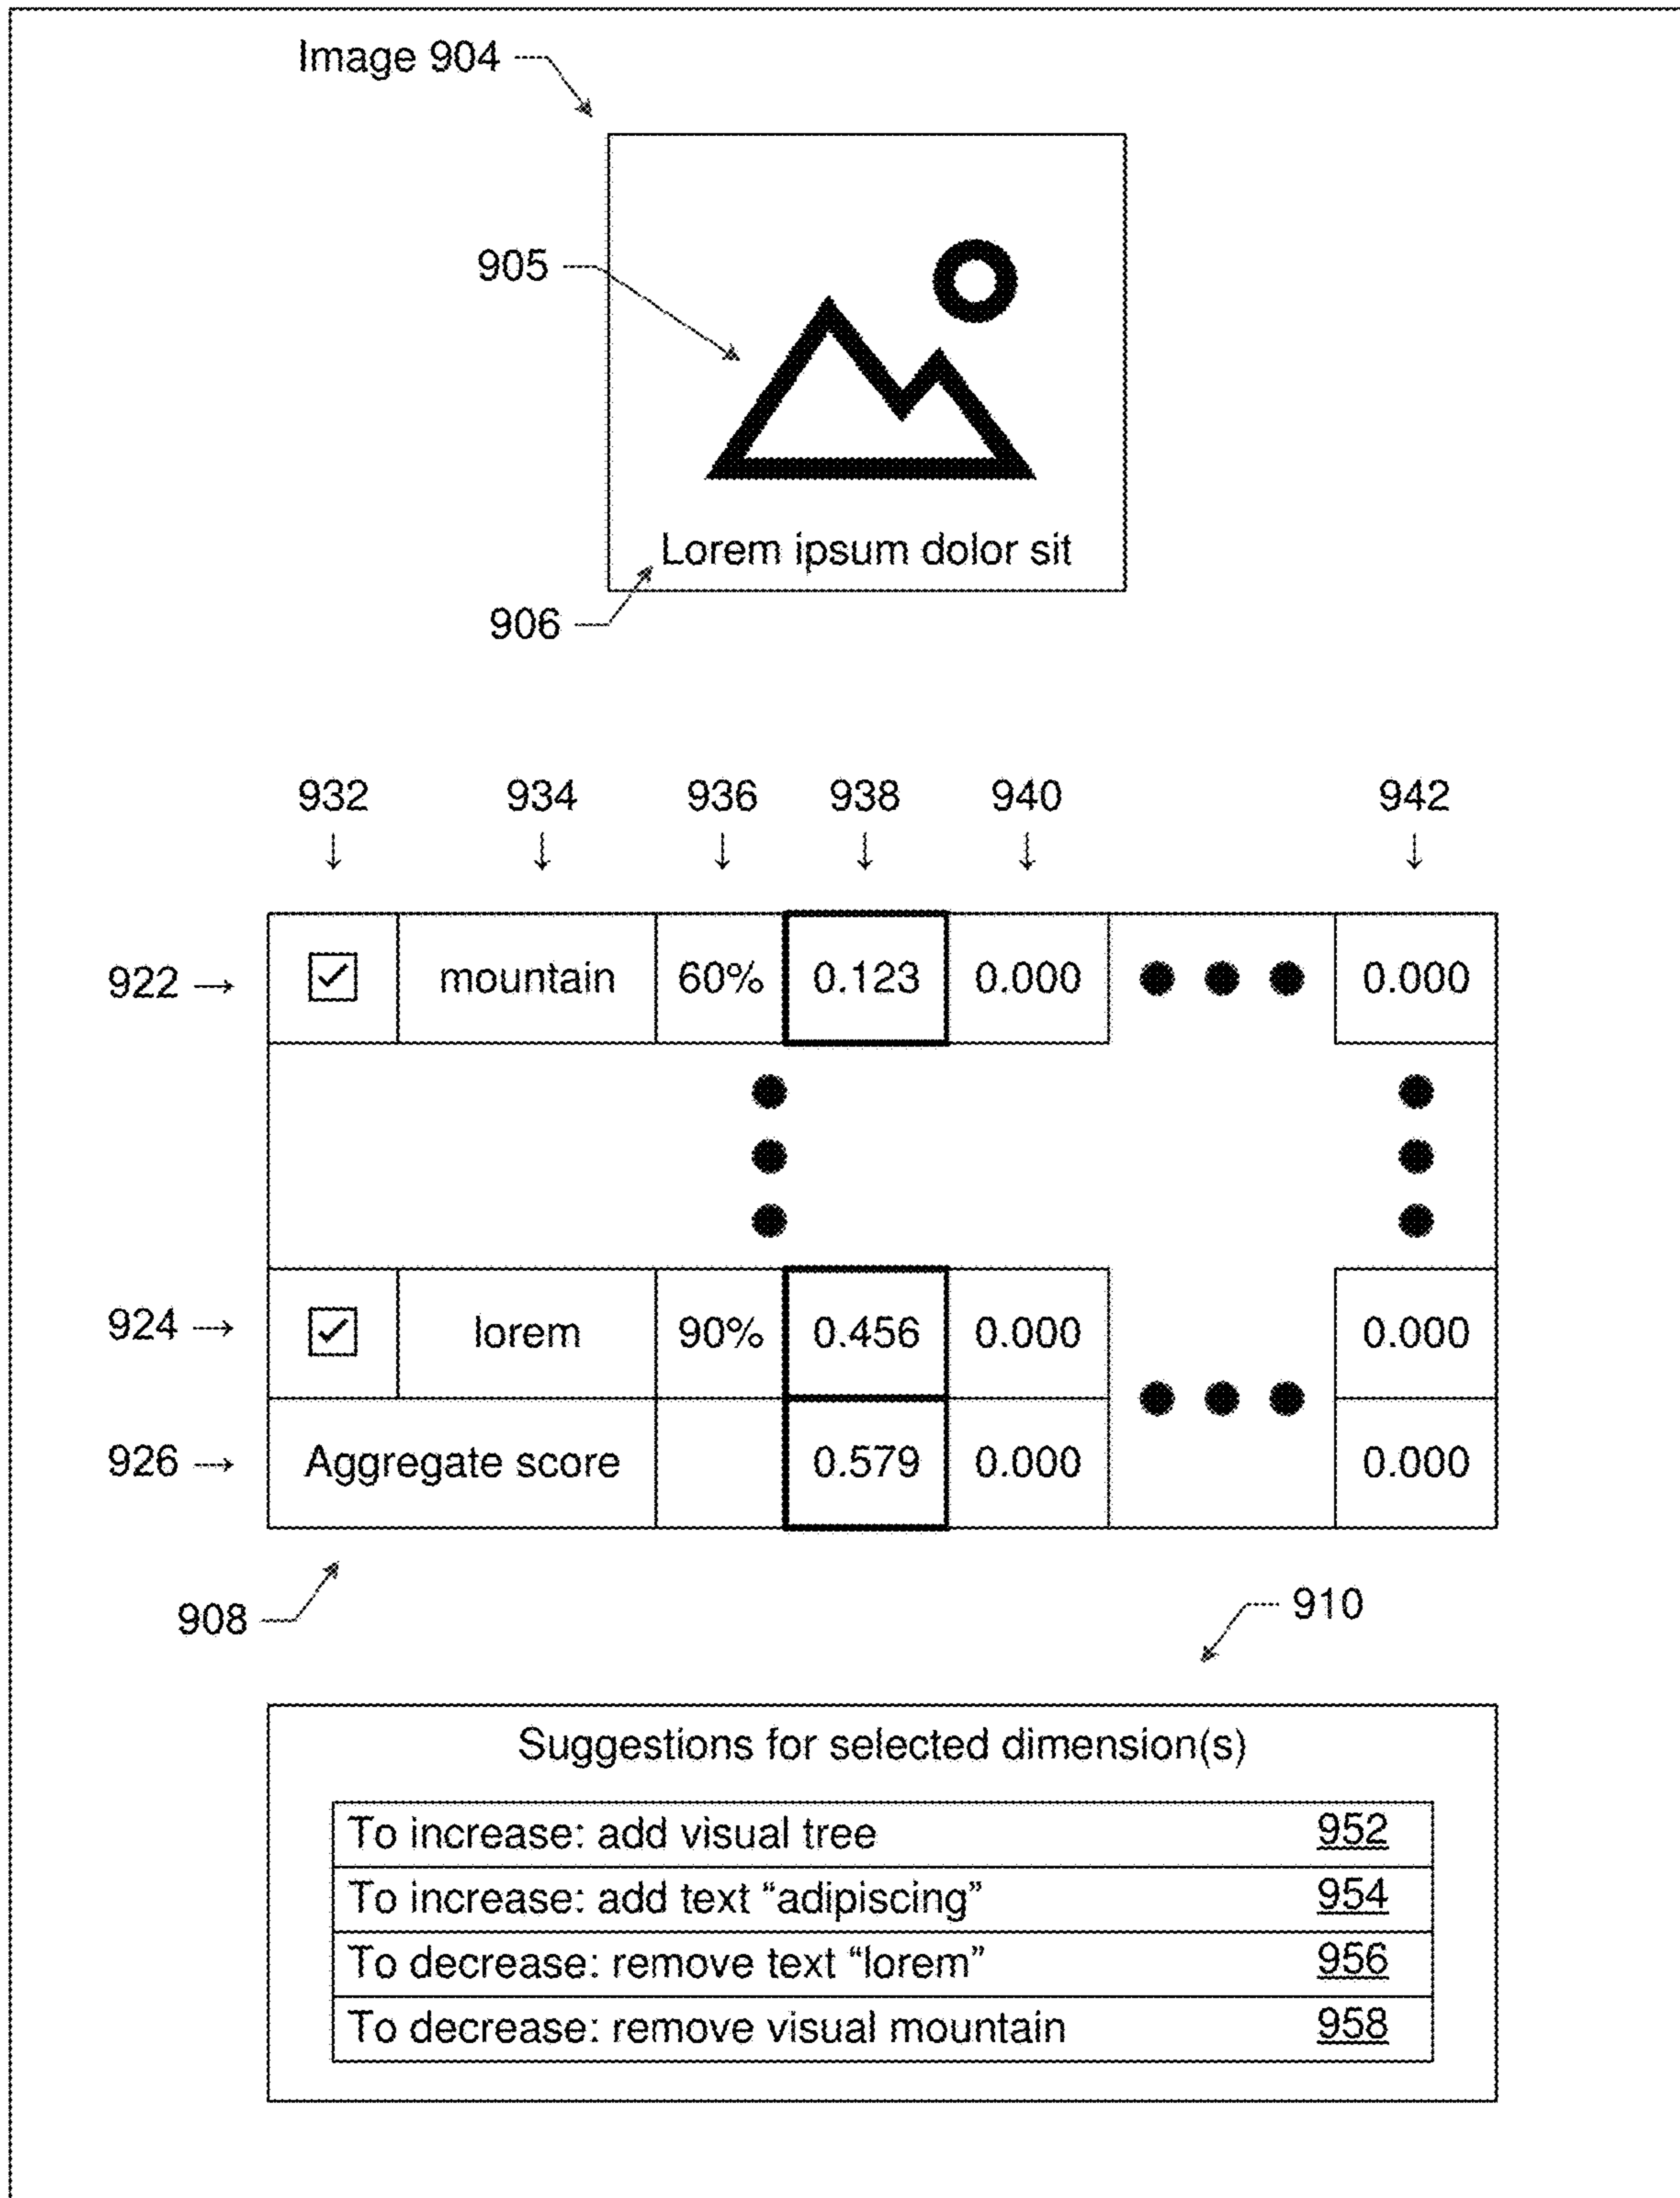 Image 904
905
Lorem ipsum dolor sit
906
932 934 936 938 940 942
922 mountain 60% 0.123 0.000 0.000
924 lorem 90% 0.456 0.000 0.000
926 Aggregate score 0.579 0.000 0.000
908
910
Suggestions for selected dimension(s)
To increase: add visual tree 952
To increase: add text “adipiscing” 954
To decrease: remove text “lorem” 956
To decrease: remove visual mountain 958